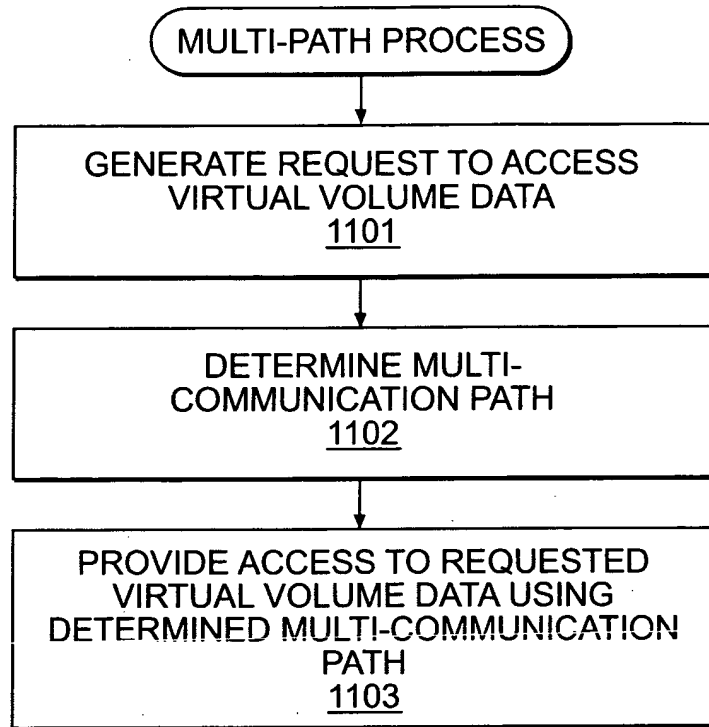 MULTI-PATH PROCESS
GENERATE REQUEST TO ACCESS
VIRTUAL VOLUME DATA
1101
DETERMINE MULTI-
COMMUNICATION PATH
1102
PROVIDE ACCESS TO REQUESTED
VIRTUAL VOLUME DATA USING
DETERMINED MULTI-COMMUNICATION
PATH
1103